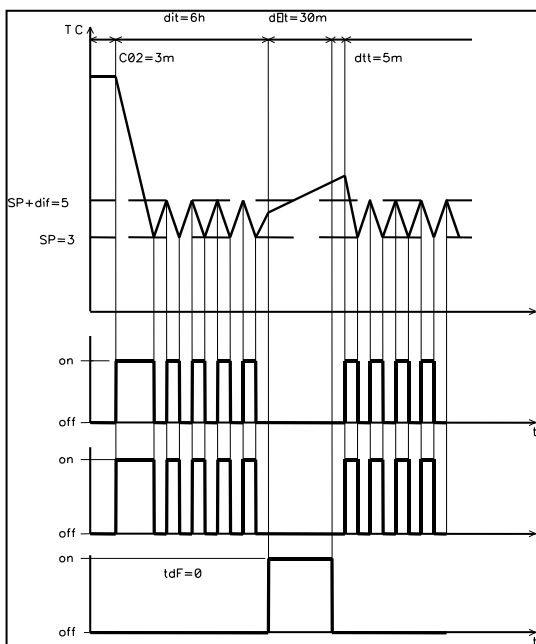 dit=6h dEt=30m
TC
C02=3m dtt=5m
SP+dif=5
SP=3
on
off t
on
off t
on
tdF=0
off t